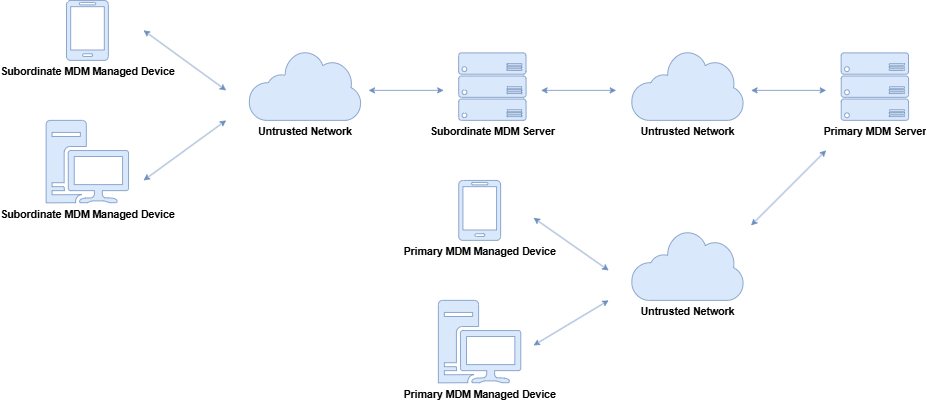 Subordinate MDM Managed Device
Untrusted Network
Subordinate MDM Server
Untrusted Network
Primary MDM Server
Subordinate MDM Managed Device
Primary MDM Managed Device
Untrusted Network
Primary MDM Managed Device